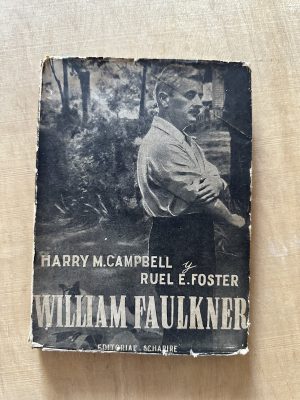 HARRY M. CAMPBELL y
RUEL E. FOSTER
WILLIAM FAULKNER
EDITORIAL SCHAPIRE